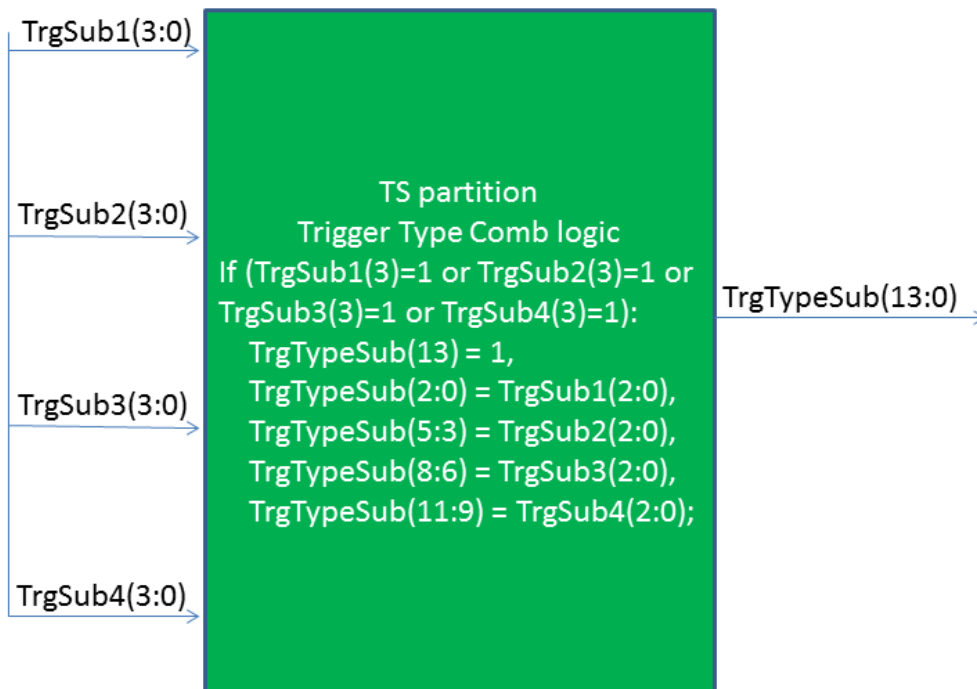 TrgSub1(3:0)
TrgSub2(3:0)
TrgSub3(3:0)
TrgSub4(3:0)
TS partition
Trigger Type Comb logic
If (TrgSub1(3)=1 or TrgSub2(3)=1 or
TrgSub3(3)=1 or TrgSub4(3)=1):
TrgTypeSub(13) = 1,
TrgTypeSub(2:0) = TrgSub1(2:0),
TrgTypeSub(5:3) = TrgSub2(2:0),
TrgTypeSub(8:6) = TrgSub3(2:0),
TrgTypeSub(11:9) = TrgSub4(2:0);
TrgTypeSub(13:0)